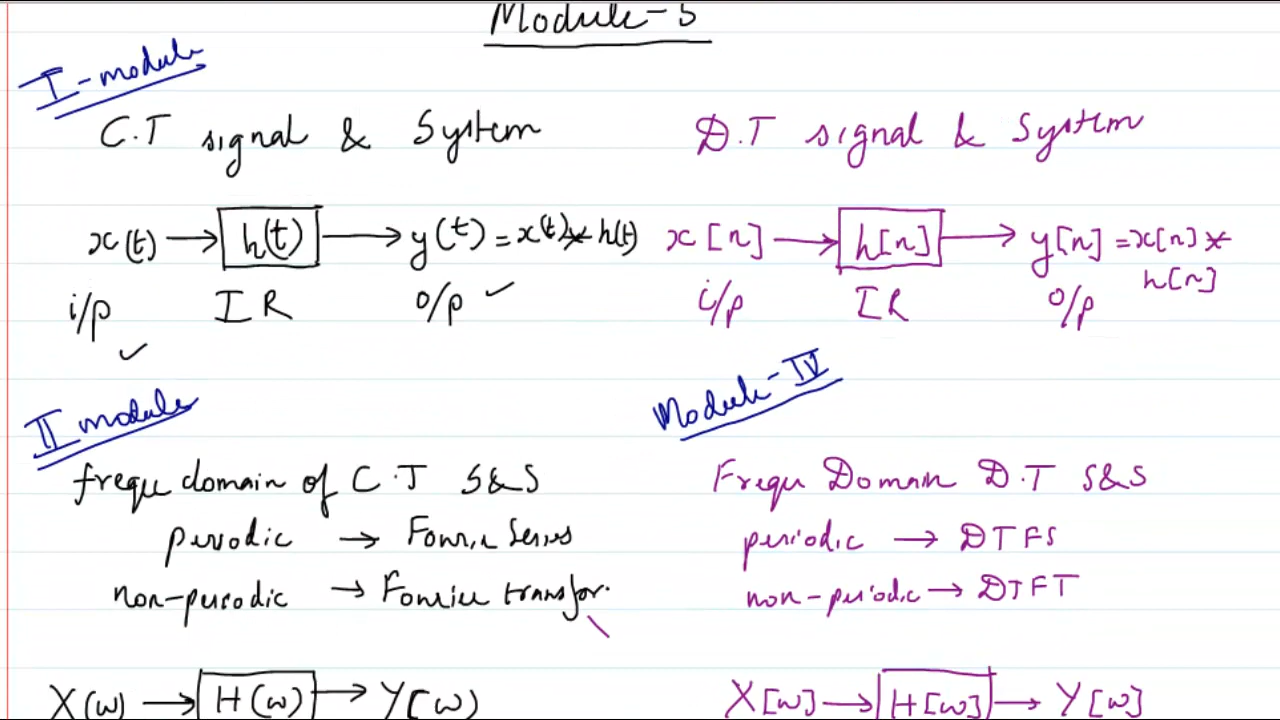 Module-5
I-module
C.T signal & System
D.T signal & System
x(t) → h(t) → y(t) = x(t) * h(t)
x[n] → h[n] → y[n] = x[n] *
h[n]
i/p IR o/p ✓
i/p IR o/p
✓
II module
Module-IV
frequ domain of C.T S&S
Frequ Domain D.T S&S
periodic → Fourier Series
periodic → DTFS
non-periodic → Fourier transfor.
non-periodic → DTFT
X(ω) → H(ω) → Y(ω)
X[ω] → H[ω] → Y[ω]